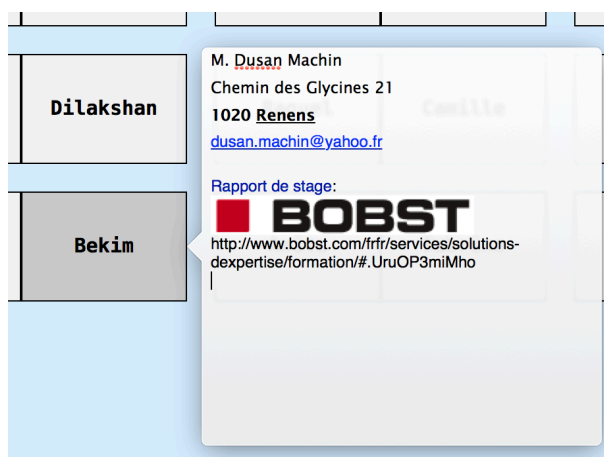 Dilakshan
Bekim
M. Dusan Machin
Chemin des Glycines 21
1020 Renens
dusan.machin@yahoo.fr
Rapport de stage:
BOBST
http://www.bobst.com/frfr/services/solutions-
dexpertise/formation/#.UruOP3miMho
Camille